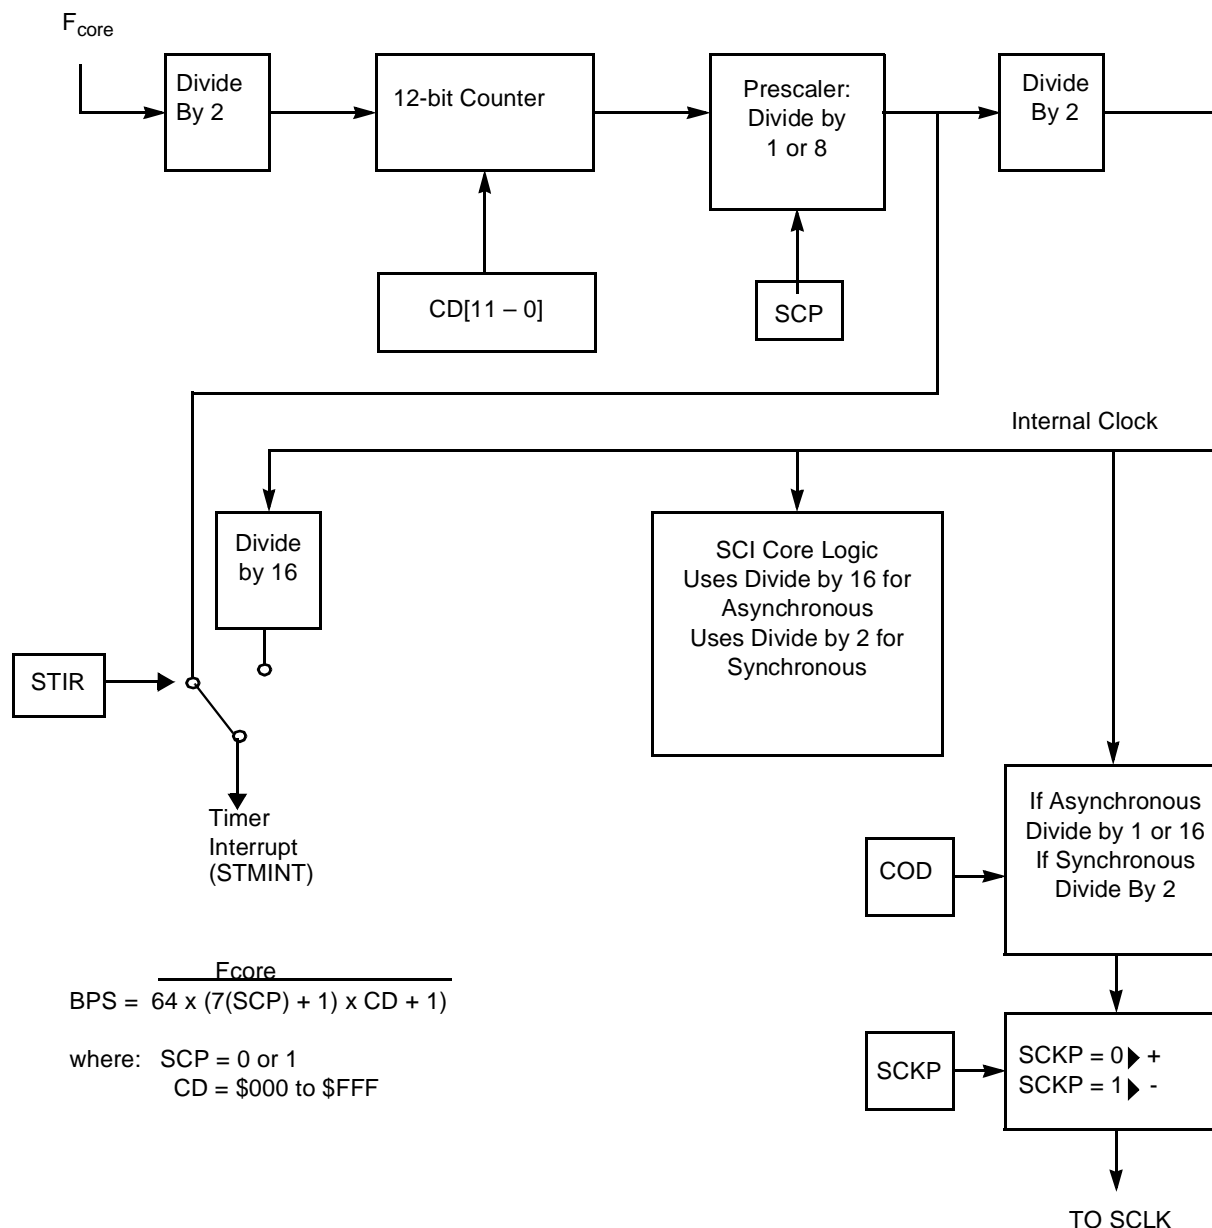 Fcore
Divide
By 2
12-bit Counter
Prescaler:
Divide by
1 or 8
Divide
By 2
CD[11 – 0]
SCP
Internal Clock
Divide
by 16
SCI Core Logic
Uses Divide by 16 for
Asynchronous
Uses Divide by 2 for
Synchronous
STIR
Timer
Interrupt
(STMINT)
If Asynchronous
Divide by 1 or 16
If Synchronous
Divide By 2
COD
Fcore
BPS = 64 x (7(SCP) + 1) x CD + 1)
where: SCP = 0 or 1
CD = $000 to $FFF
SCKP
SCKP = 0 +
SCKP = 1 -
TO SCLK